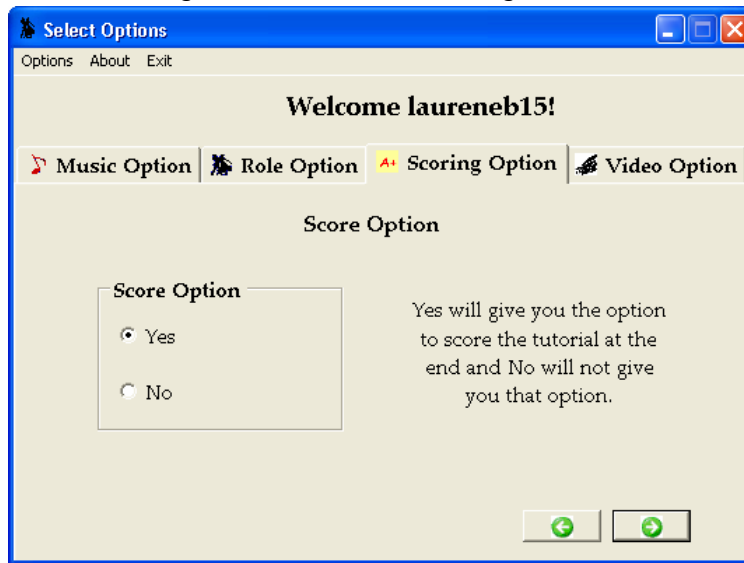 Select Options
Options About Exit
Welcome laureneb15!
Music Option Role Option A+ Scoring Option Video Option
Score Option
Score Option
Yes
No
Yes will give you the option
to score the tutorial at the
end and No will not give
you that option.